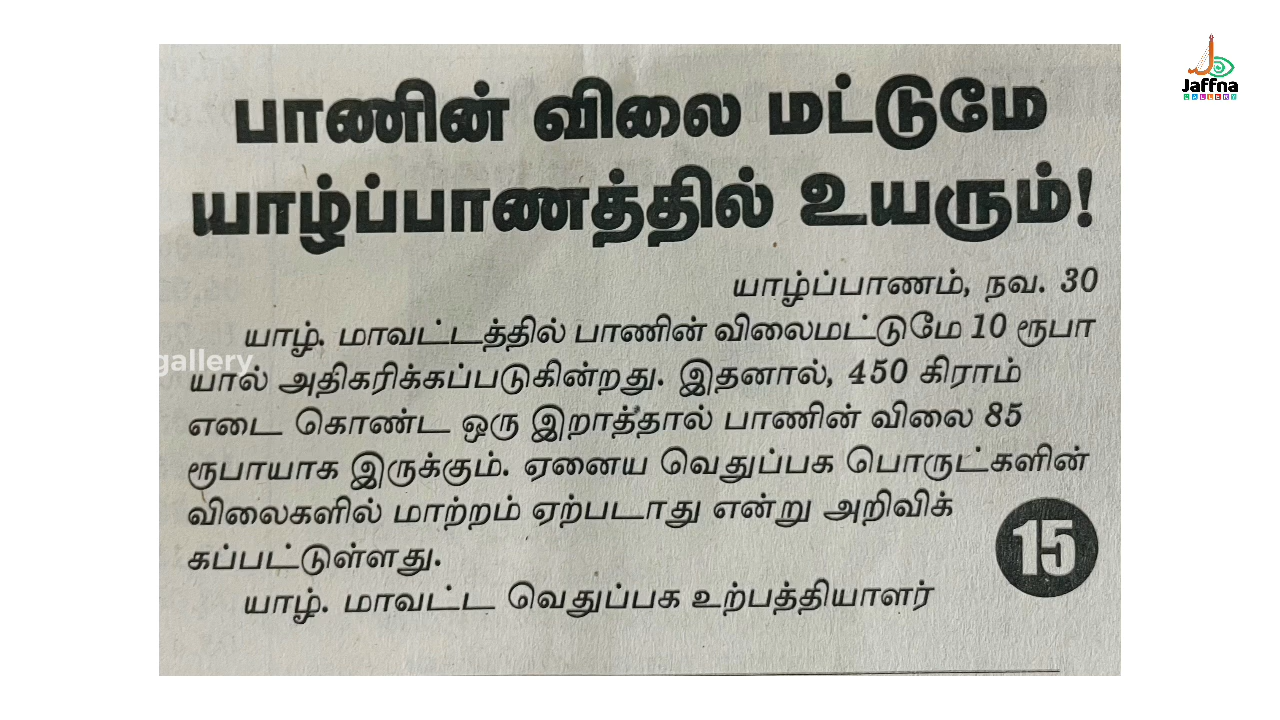 பாணின் விலை மட்டுமே
யாழ்ப்பாணத்தில் உயரும்!
யாழ்ப்பாணம், நவ. 30
யாழ். மாவட்டத்தில் பாணின் விலைமட்டுமே 10 ரூபா
யால் அதிகரிக்கப்படுகின்றது. இதனால், 450 கிராம்
எடை கொண்ட ஒரு இறாத்தால் பாணின் விலை 85
ரூபாயாக இருக்கும். ஏனைய வெதுப்பக பொருட்களின்
விலைகளில் மாற்றம் ஏற்படாது என்று அறிவிக்
கப்பட்டுள்ளது.
யாழ். மாவட்ட வெதுப்பக உற்பத்தியாளர்
15
gallery
Jaffna
GALLERY